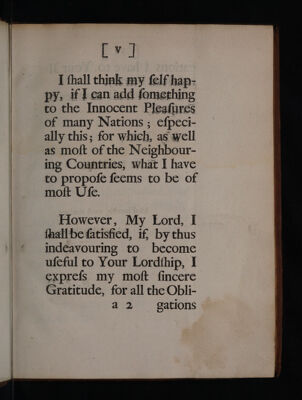 [ v ]
I ſhall think my ſelf hap-
py, if I can add ſomething
to the Innocent Pleaſures
of many Nations; eſpeci-
ally this; for which, as well
as moſt of the Neighbour-
ing Countries, what I have
to propoſe ſeems to be of
moſt Uſe.
However, My Lord, I
ſhall be ſatisfied, if, by thus
indeavouring to become
uſeful to Your Lordſhip, I
expreſs my moſt ſincere
Gratitude, for all the Obli-
a 2 gations